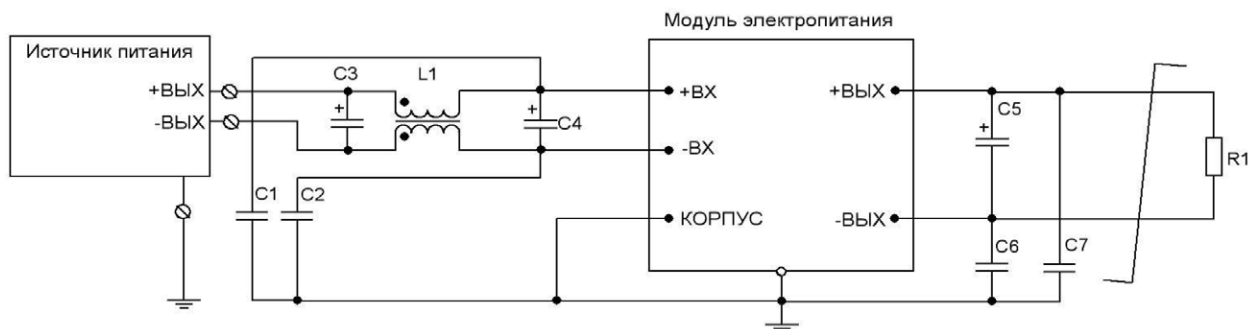 Модуль электропитания
Источник питания
+ВЫХ
-ВЫХ
C3
+
L1
+
C4
C1
C2
+ВХ
-ВХ
КОРПУС
+ВЫХ
-ВЫХ
C5
+
C6
C7
R1